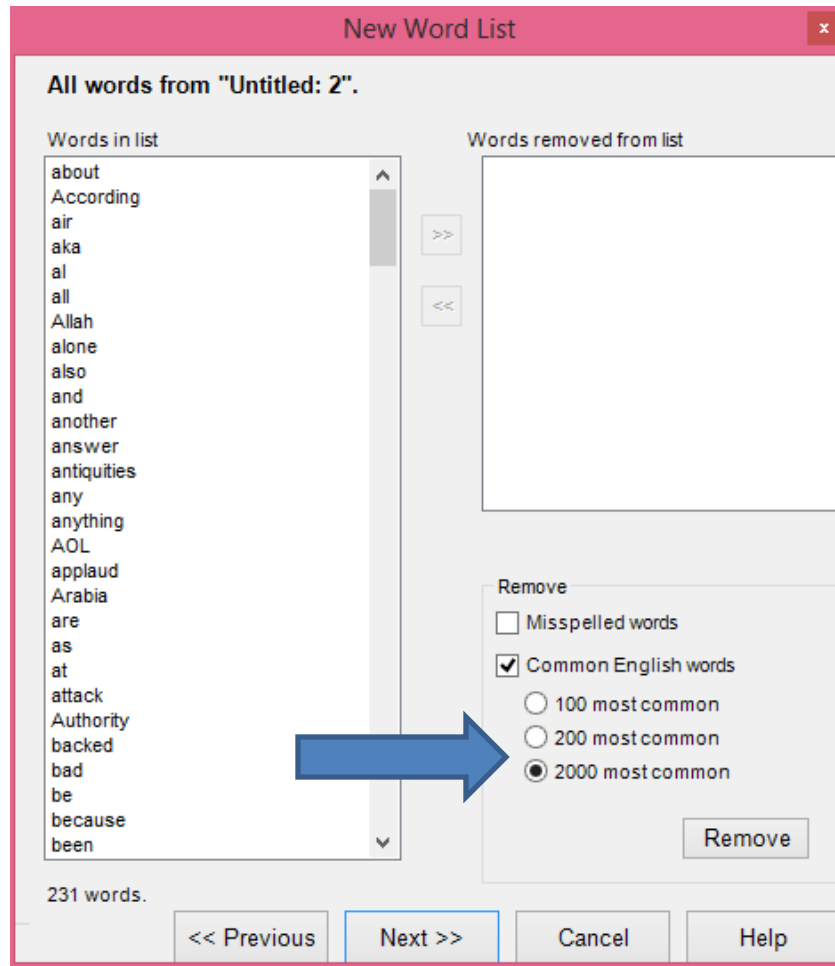 New Word List
x
All words from "Untitled: 2".
Words in list
Words removed from list
about
According
air
aka
al
all
Allah
alone
also
and
another
answer
antiquities
any
anything
AOL
applaud
Arabia
are
as
at
attack
Authority
backed
bad
be
because
been
>>
<<
Remove
Misspelled words
Common English words
100 most common
200 most common
2000 most common
Remove
231 words.
<< Previous
Next >>
Cancel
Help